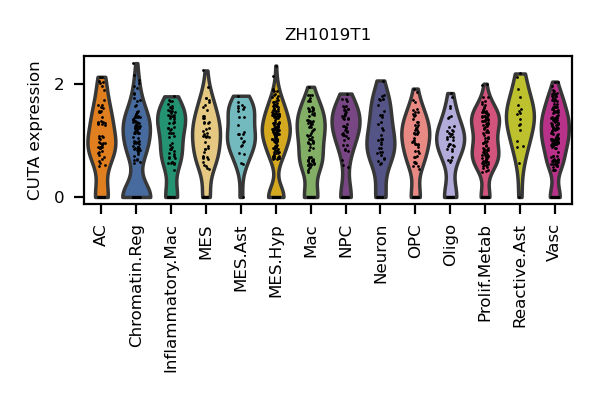 ZH1019T1
CUTA expression
2
0
AC
Chromatin.Reg
Inflammatory.Mac
MES
MES.Ast
MES.Hyp
Mac
NPC
Neuron
OPC
Oligo
Prolif.Metab
Reactive.Ast
Vasc